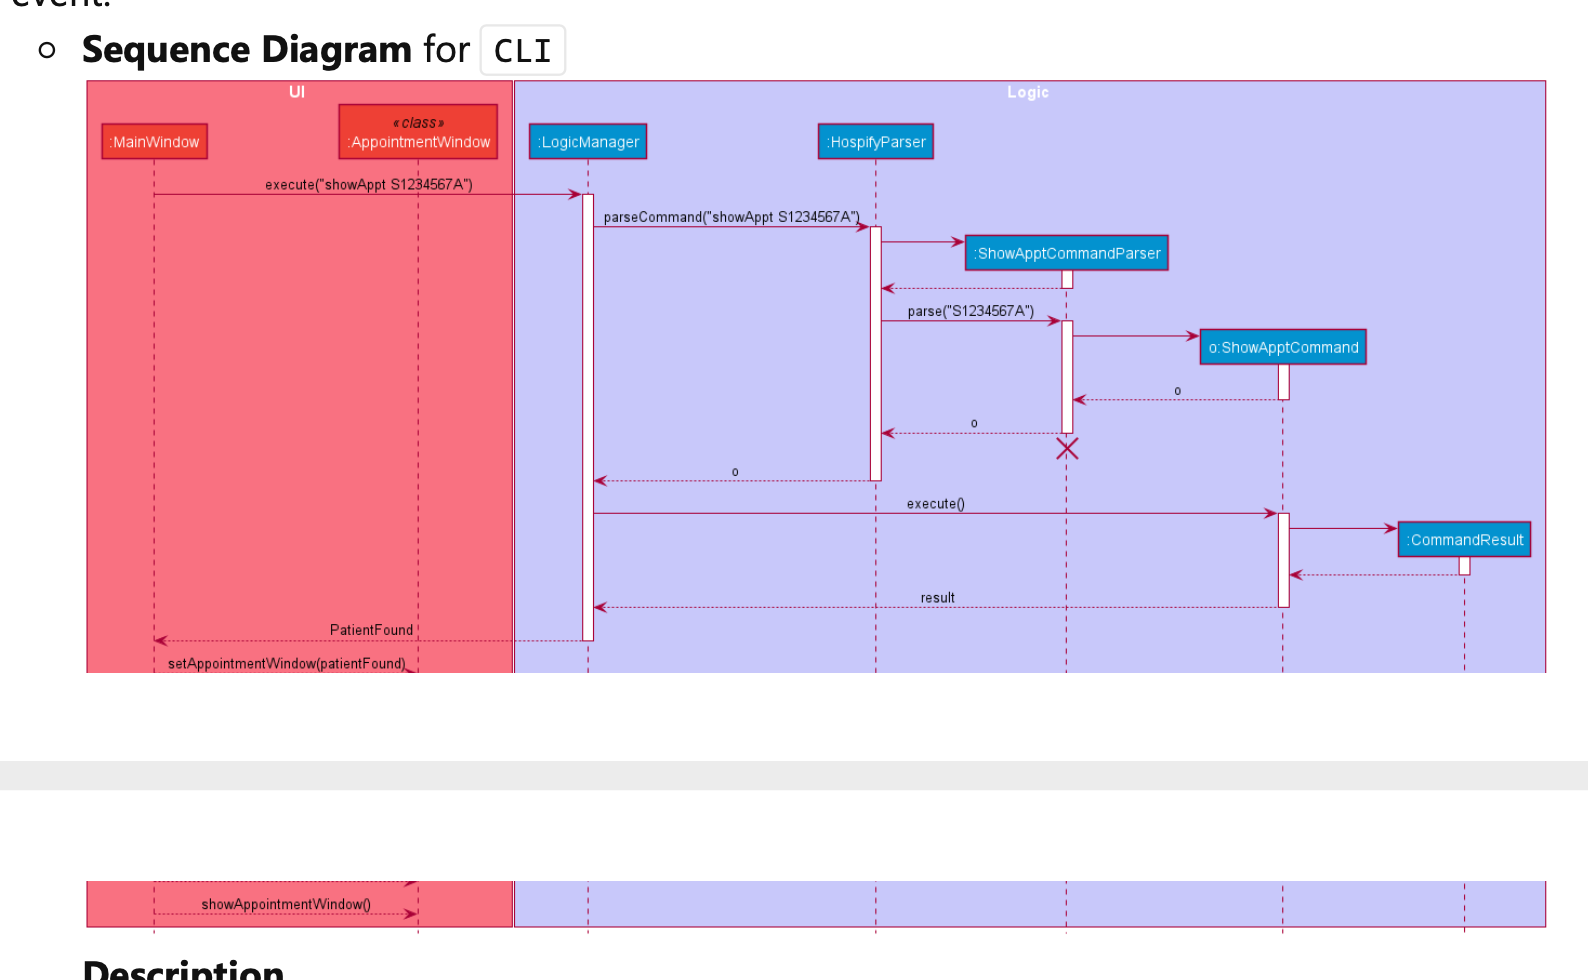 event.
Sequence Diagram for CLI
UI
Logic
«class»
:MainWindow
:AppointmentWindow
:LogicManager
:HospifyParser
execute("showAppt S1234567A")
parseCommand("showAppt S1234567A")
:ShowApptCommandParser
parse("S1234567A")
o:ShowApptCommand
o
o
o
execute()
:CommandResult
result
PatientFound
setAppointmentWindow(patientFound)
showAppointmentWindow()
Description